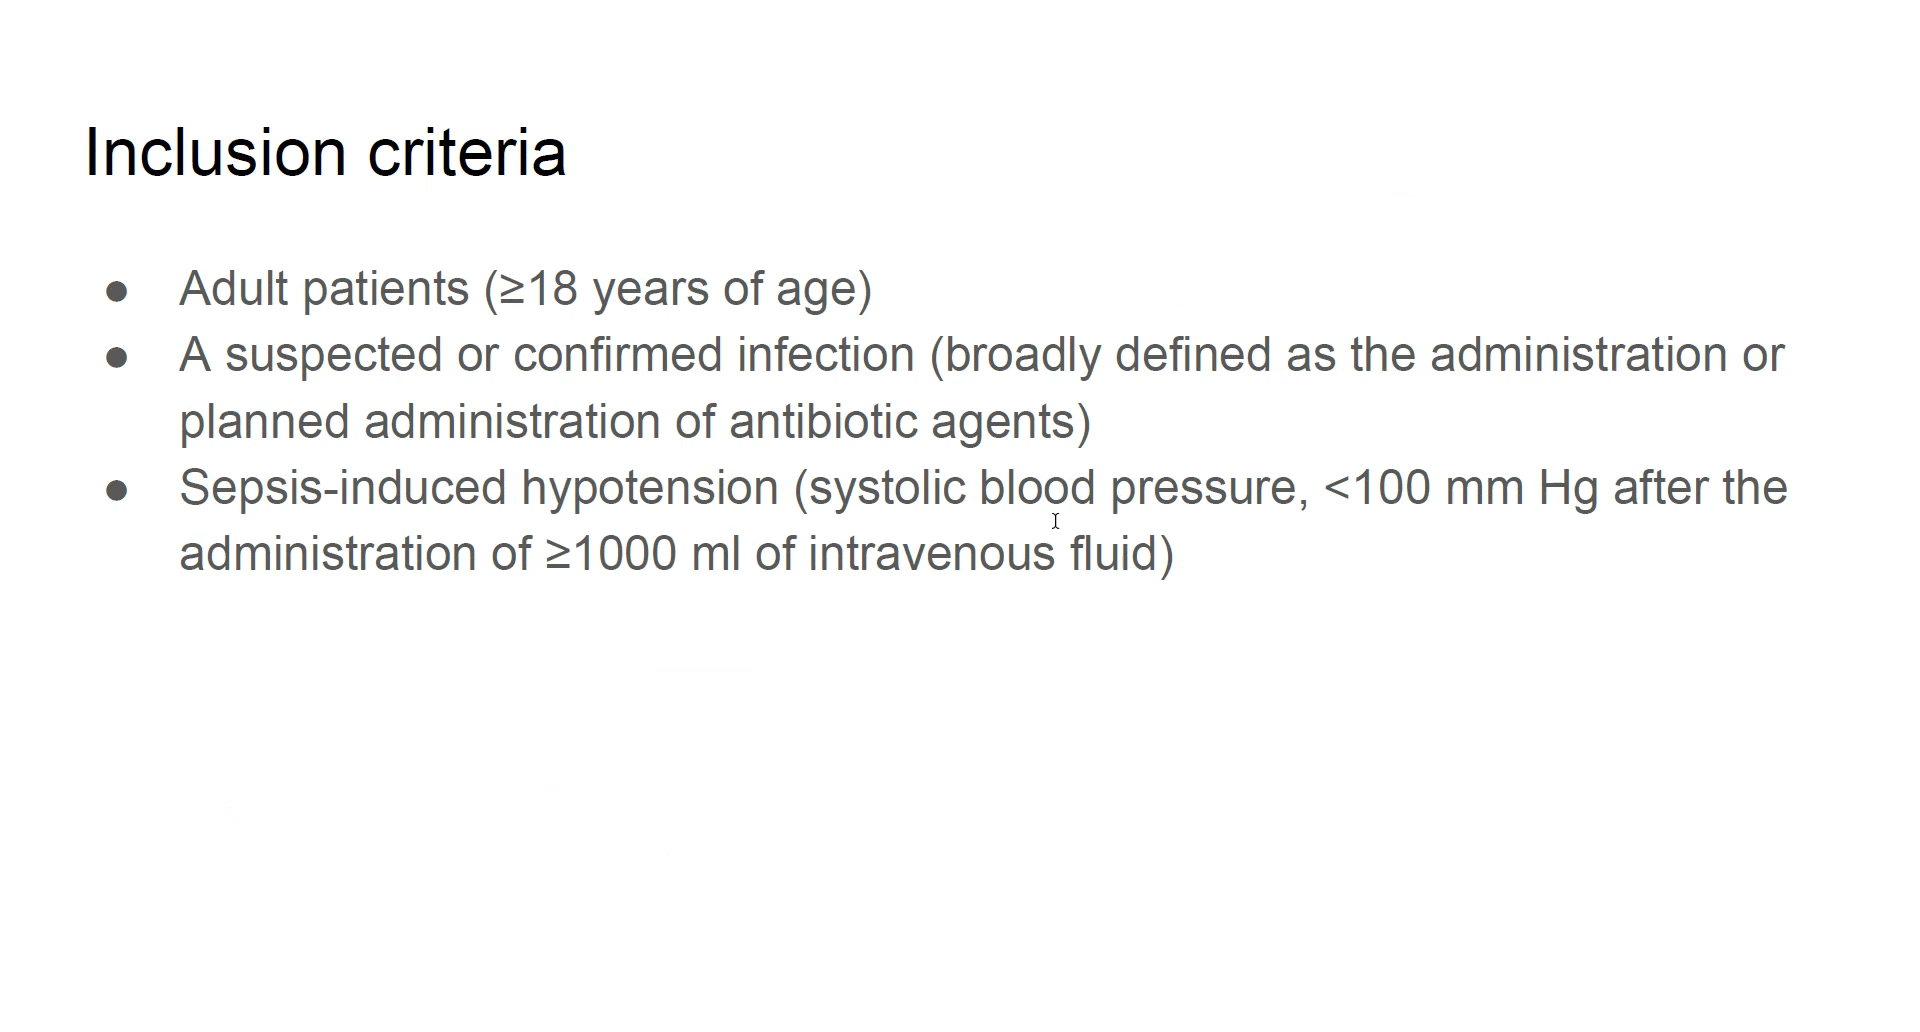 Inclusion criteria
● Adult patients (≥18 years of age)
● A suspected or confirmed infection (broadly defined as the administration or
planned administration of antibiotic agents)
● Sepsis-induced hypotension (systolic blood pressure, <100 mm Hg after the
administration of ≥1000 ml of intravenous fluid)